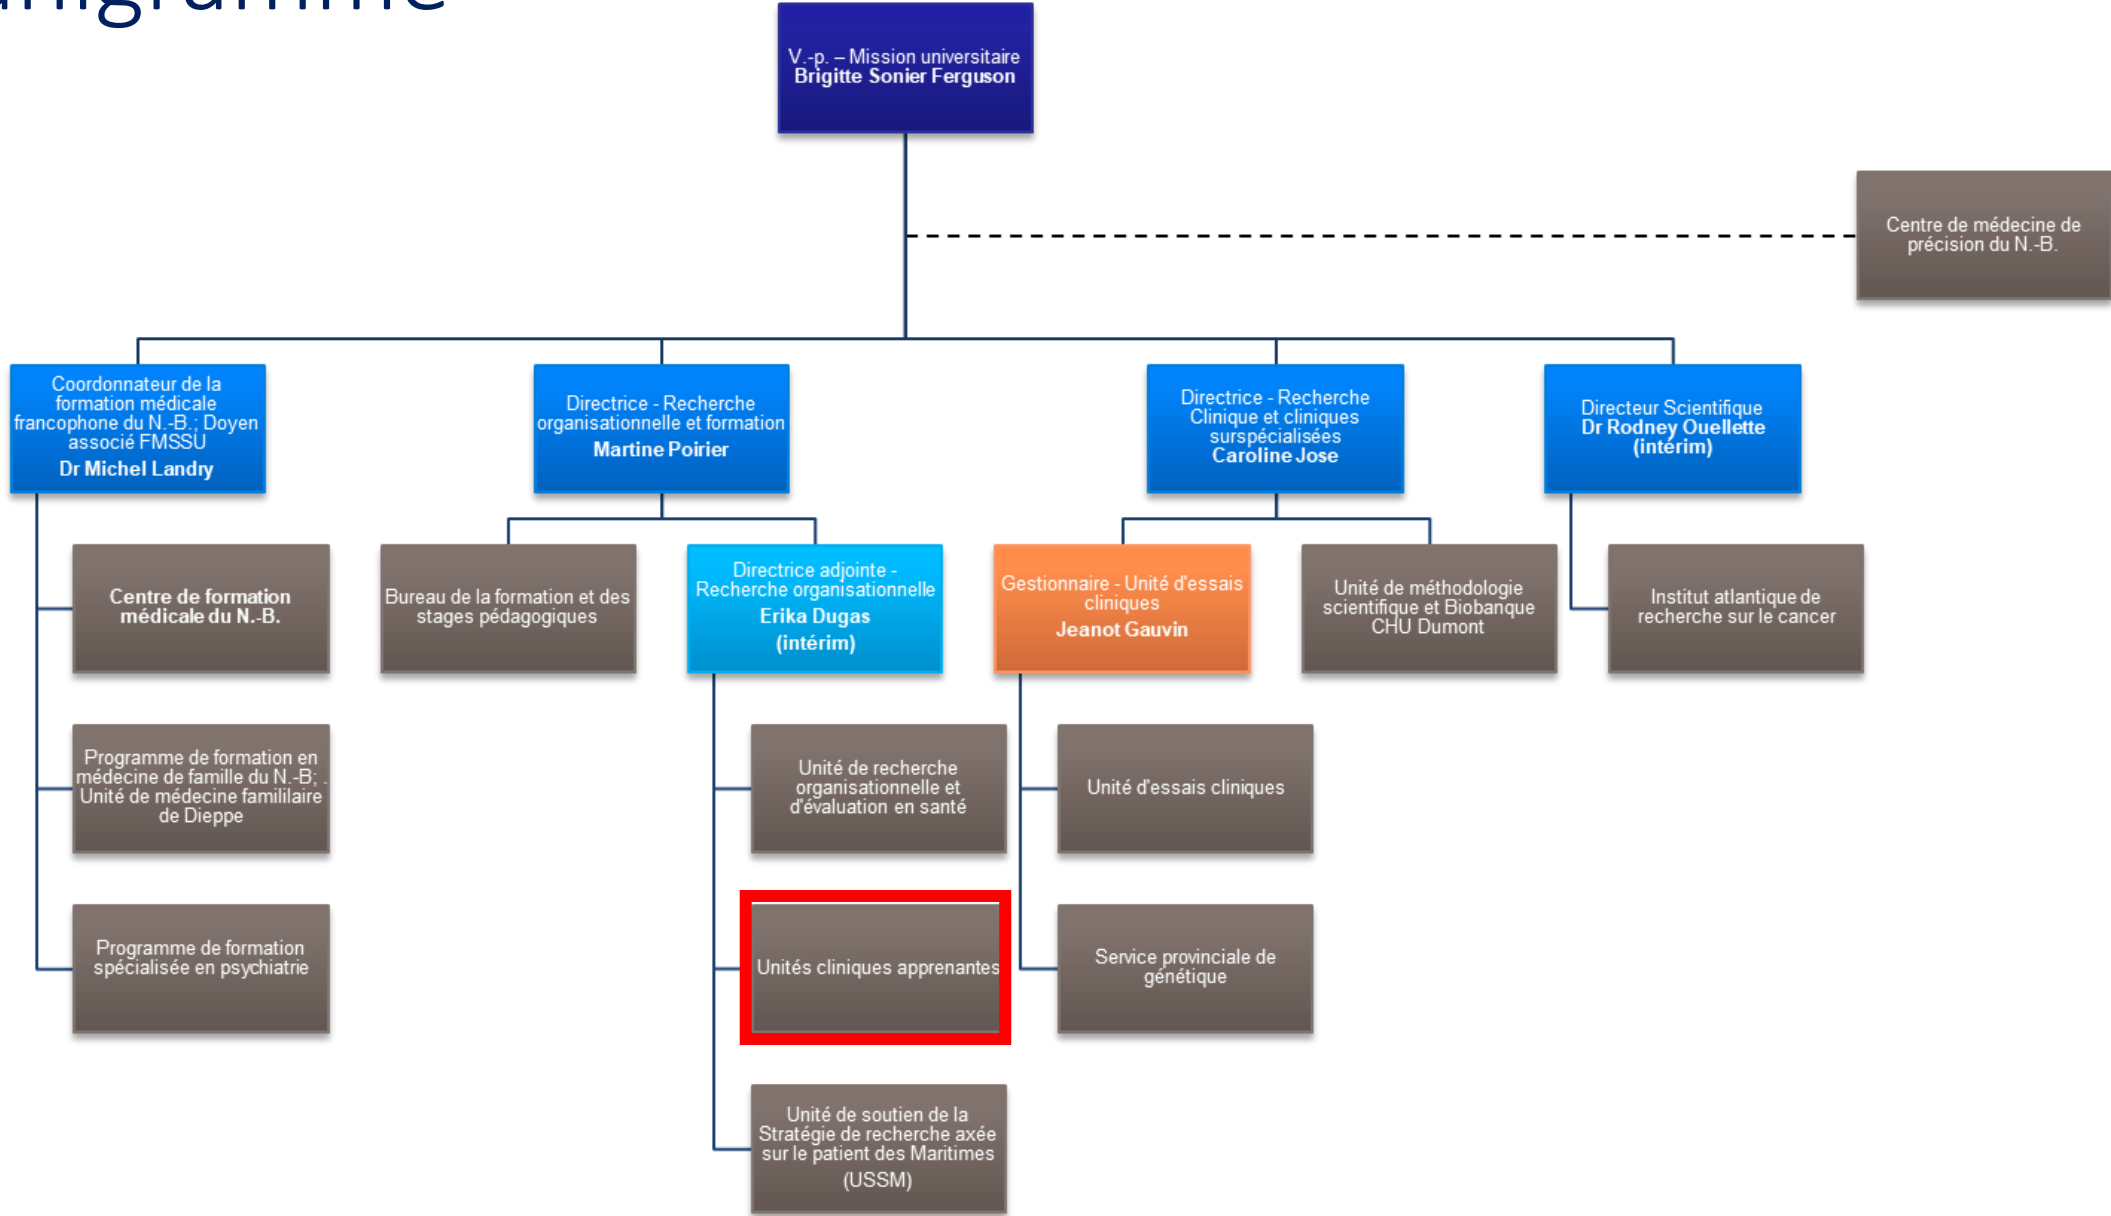 V.-p. – Mission universitaire
Brigitte Sonier Ferguson
Centre de médecine de
précision du N.-B.
Coordonnateur de la
formation médicale
francophone du N.-B.; Doyen
associé FMSSU
Dr Michel Landry
Directrice - Recherche
organisationnelle et formation
Martine Poirier
Directrice - Recherche
Clinique et cliniques
surspécialisées
Caroline Jose
Directeur Scientifique
Dr Rodney Ouellette
(intérim)
Centre de formation
médicale du N.-B.
Bureau de la formation et des
stages pédagogiques
Directrice adjointe -
Recherche organisationnelle
Erika Dugas
(intérim)
Gestionnaire - Unité d'essais
cliniques
Jeanot Gauvin
Unité de méthodologie
scientifique et Biobanque
CHU Dumont
Institut atlantique de
recherche sur le cancer
Programme de formation en
médecine de famille du N.-B; .
Unité de médecine famililaire
de Dieppe
Unité de recherche
organisationnelle et
d'évaluation en santé
Unité d'essais cliniques
Programme de formation
spécialisée en psychiatrie
Unités cliniques apprenantes
Service provinciale de
génétique
Unité de soutien de la
Stratégie de recherche axée
sur le patient des Maritimes
(USSM)